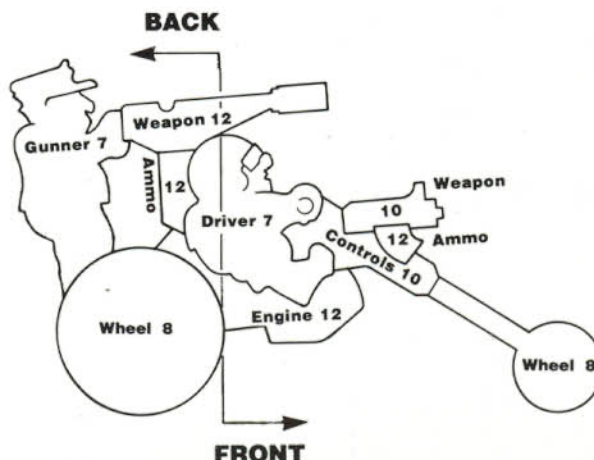 BACK
Weapon 12
Gunner 7
Ammo
12
Weapon
10
Driver 7
12
Ammo
Controls 10
Engine 12
Wheel 8
Wheel 8
FRONT